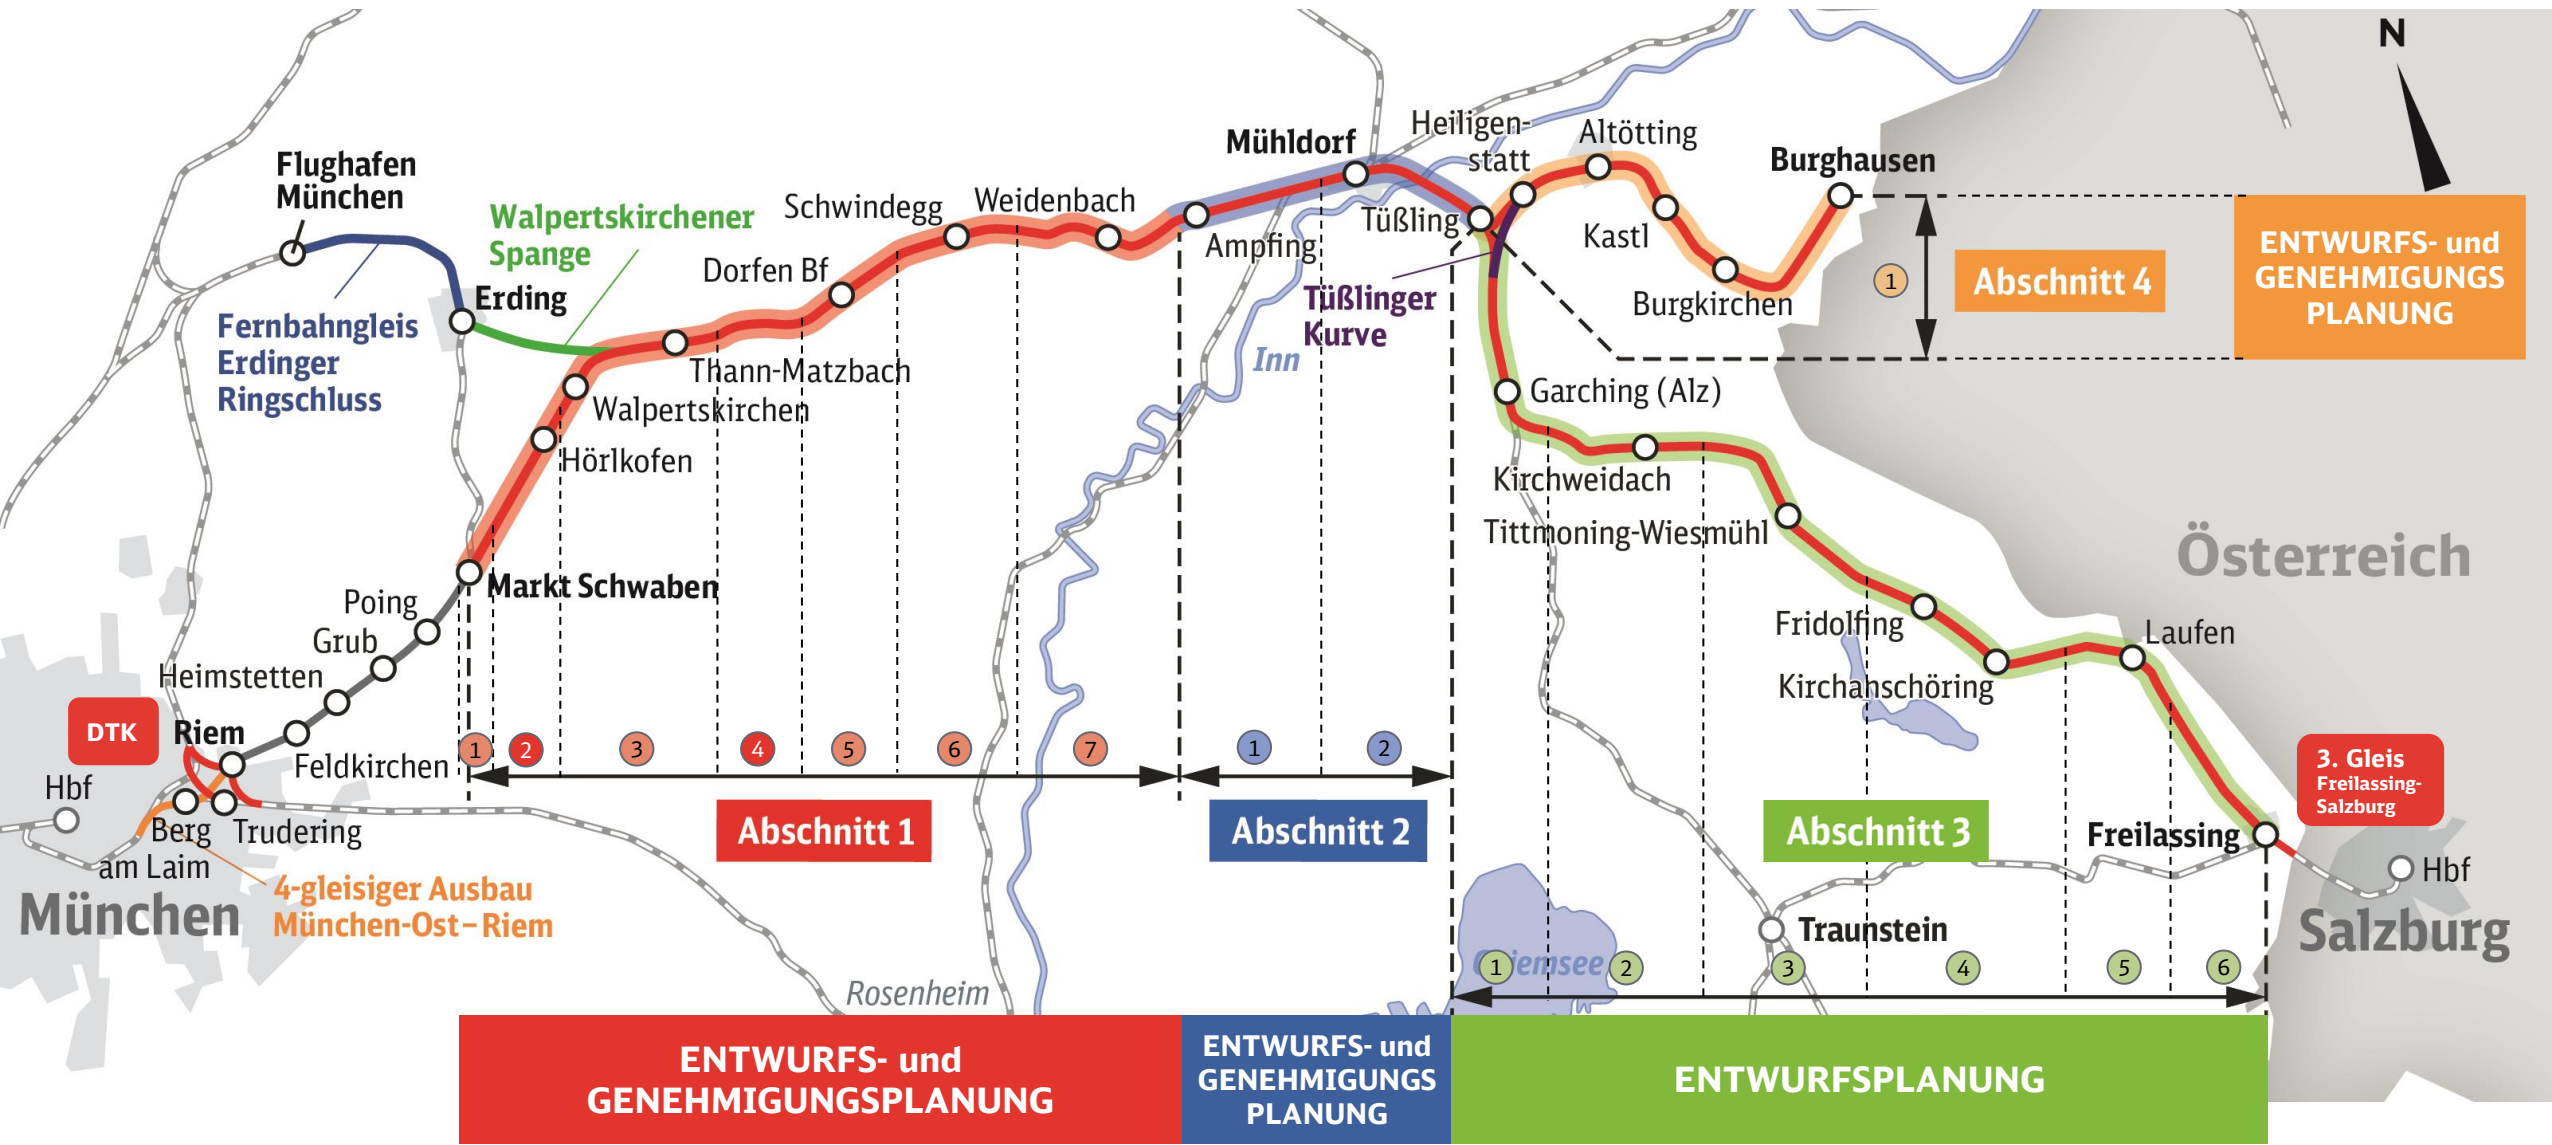 N
Flughafen
München
Walpertskirchener
Spange
Erding
Fernbahngleis
Erdinger
Ringschluss
Schwindegg
Weidenbach
Dorfen Bf
Thann-Matzbach
Walpertskirchen
Hörlkofen
Markt Schwaben
Poing
Grub
Heimstetten
Feldkirchen
DTK
Riem
Hbf
Berg
am Laim
Trudering
München
4-gleisiger Ausbau
München-Ost–Riem
Rosenheim
Mühldorf
Ampfing
Inn
Tüßling
Tüßlinger
Kurve
Heiligen-
statt
Altötting
Kastl
Burgkirchen
Burghausen
1
Abschnitt 4
ENTWURFS- und
GENEHMIGUNGS
PLANUNG
Garching (Alz)
Kirchweidach
Tittmoning-Wiesmühl
Fridolfing
Kirchanschöring
Laufen
Österreich
Freilassing
3. Gleis
Freilassing-
Salzburg
Hbf
Salzburg
Traunstein
Chiemsee
1 2 3 4 5 6 7
1 2
Abschnitt 1
Abschnitt 2
Abschnitt 3
1 2 3 4 5 6
ENTWURFS- und
GENEHMIGUNGSPLANUNG
ENTWURFS- und
GENEHMIGUNGS
PLANUNG
ENTWURFSPLANUNG